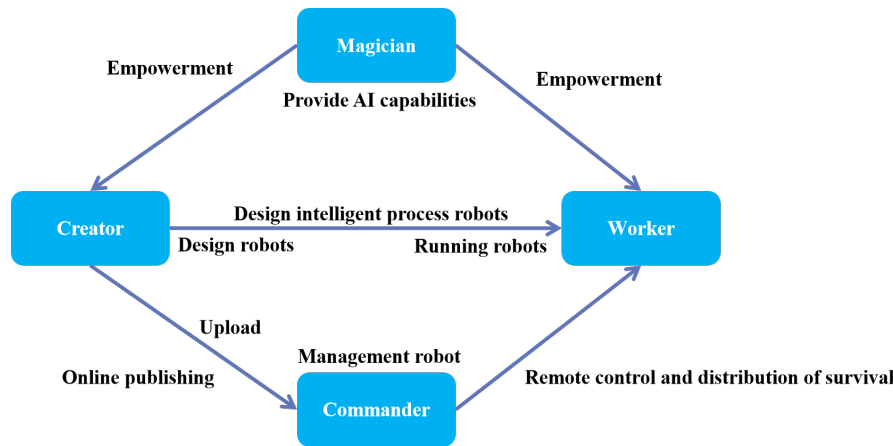 Magician
Empowerment
Empowerment
Provide AI capabilities
Design intelligent process robots
Creator
Worker
Design robots
Running robots
Upload
Management robot
Online publishing
Remote control and distribution of survival
Commander